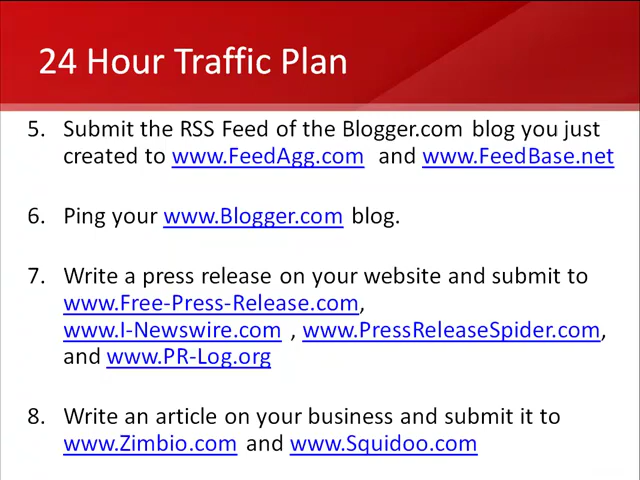 24 Hour Traffic Plan
5. Submit the RSS Feed of the Blogger.com blog you just
created to www.FeedAgg.com and www.FeedBase.net
6. Ping your www.Blogger.com blog.
7. Write a press release on your website and submit to
www.Free-Press-Release.com,
www.I-Newswire.com , www.PressReleaseSpider.com,
and www.PR-Log.org
8. Write an article on your business and submit it to
www.Zimbio.com and www.Squidoo.com